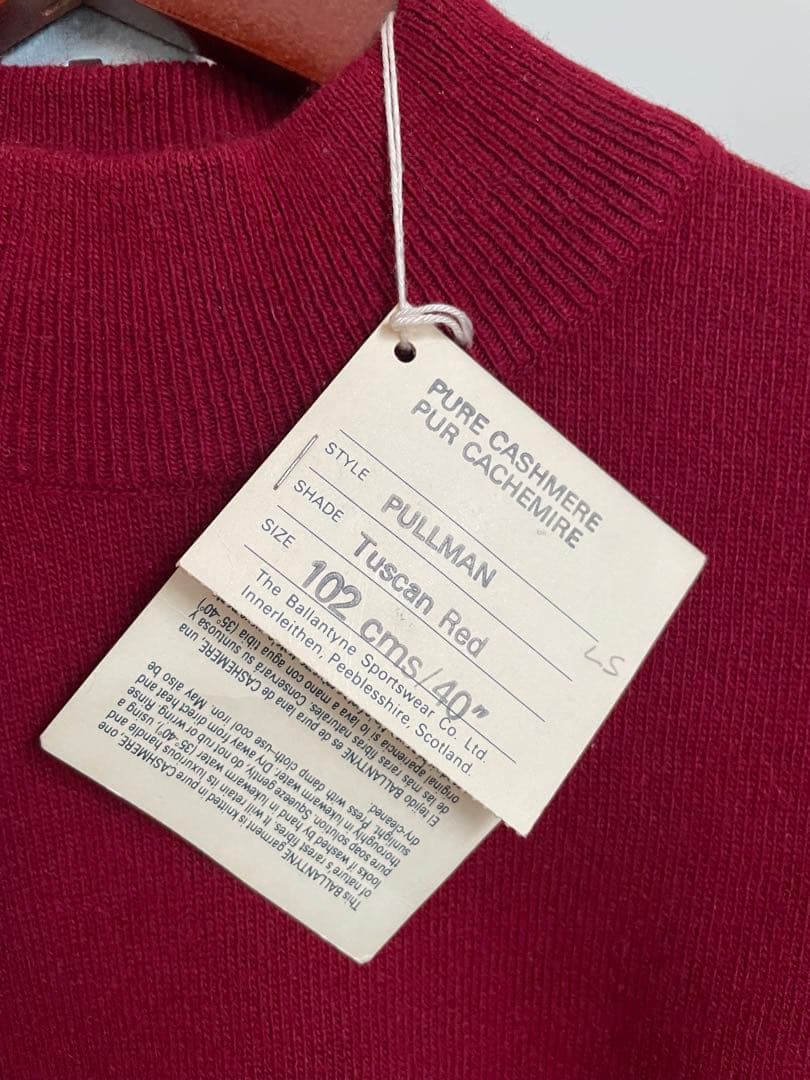 PURE CASHMERE
PUR CACHEMIRE
STYLE PULLMAN
SHADE Tuscan Red
SIZE 102 cms/40"
The Ballantyne Sportswear Co. Ltd.
Innerleithen, Peeblesshire, Scotland.
LS
This BALLANTYNE garment is knitted in pure CASHMERE, one
of nature's rarest fibres. It will retain its luxurious handle and
looks if washed by hand in lukewarm water (35°-40°), using a
pure soap solution. Squeeze gently, do not rub or wring. Rinse
thoroughly in lukewarm water. Dry away from direct heat and
sunlight. Press with damp cloth-use cool iron. May also be
dry-cleaned.
El tejido BALLANTYNE es de pura lana de CASHEMERE, una
de las más raras fibras naturales. Conservará su suntuosa y
original apariencia si lo lava a mano con agua tibia (35°-40°)